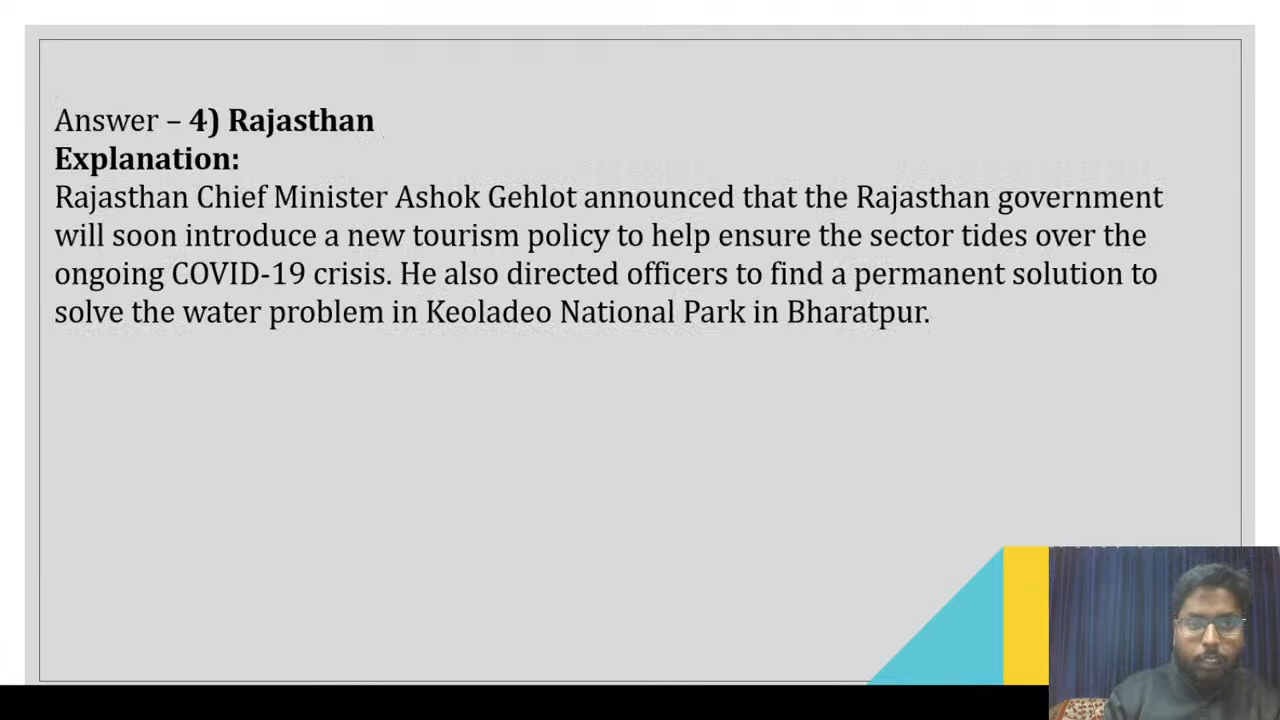 Answer – 4) Rajasthan
Explanation:
Rajasthan Chief Minister Ashok Gehlot announced that the Rajasthan government
will soon introduce a new tourism policy to help ensure the sector tides over the
ongoing COVID-19 crisis. He also directed officers to find a permanent solution to
solve the water problem in Keoladeo National Park in Bharatpur.